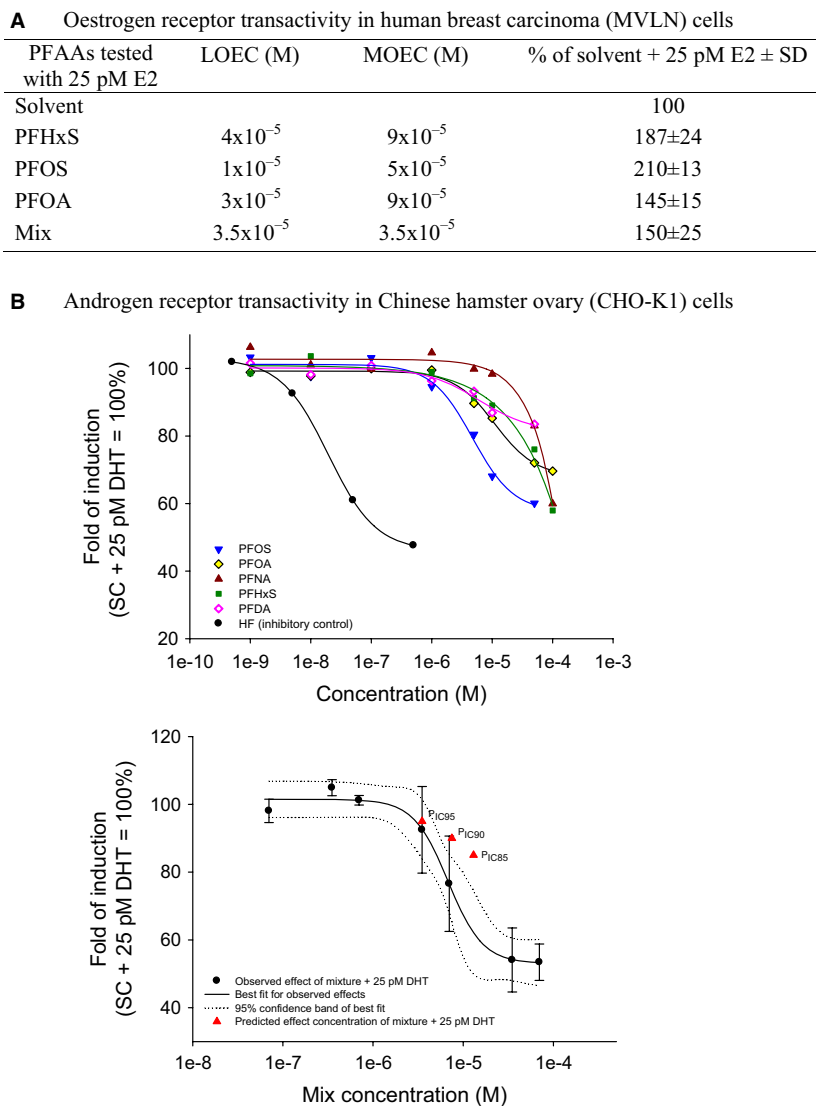 A Oestrogen receptor transactivity in human breast carcinoma (MVLN) cells
PFAAs tested with 25 pM E2 LOEC (M) MOEC (M) % of solvent + 25 pM E2 ± SD
Solvent 100
PFHxS 4x10⁻⁵ 9x10⁻⁵ 187±24
PFOS 1x10⁻⁵ 5x10⁻⁵ 210±13
PFOA 3x10⁻⁵ 9x10⁻⁵ 145±15
Mix 3.5x10⁻⁵ 3.5x10⁻⁵ 150±25
B Androgen receptor transactivity in Chinese hamster ovary (CHO-K1) cells
Fold of induction
(SC + 25 pM DHT = 100%)
100
80
60
40
20
PFOS
PFOA
PFNA
PFHxS
PFDA
HF (inhibitory control)
1e-10 1e-9 1e-8 1e-7 1e-6 1e-5 1e-4 1e-3
Concentration (M)
Fold of induction
(SC + 25 pM DHT = 100%)
120
100
80
60
40
PIC95
PIC90
PIC85
Observed effect of mixture + 25 pM DHT
Best fit for observed effects
95% confidence band of best fit
Predicted effect concentration of mixture + 25 pM DHT
1e-8 1e-7 1e-6 1e-5 1e-4
Mix concentration (M)